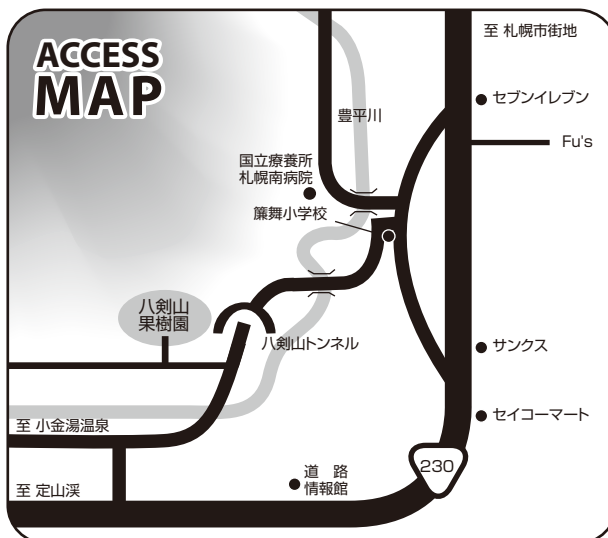 ACCESS
MAP
至 札幌市街地
セブンイレブン
豊平川
Fu's
国立療養所
札幌南病院
簾舞小学校
八剣山
果樹園
八剣山トンネル
サンクス
セイコーマート
至 小金湯温泉
230
道 路
情報館
至 定山渓